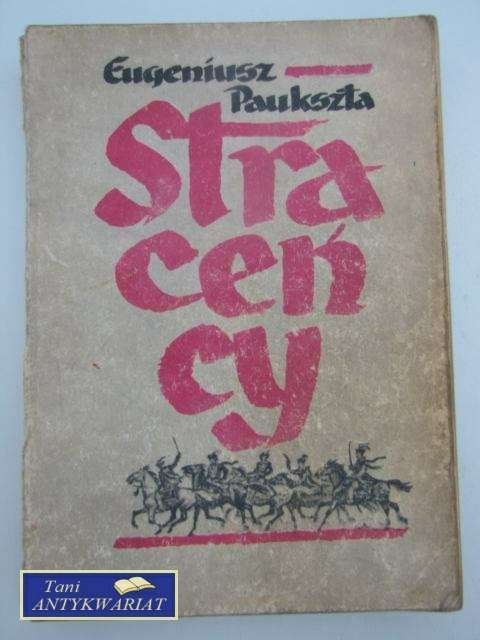 Eugeniusz
Paukszta
Stra
ceń
cy
Tani
ANTYKWARIAT